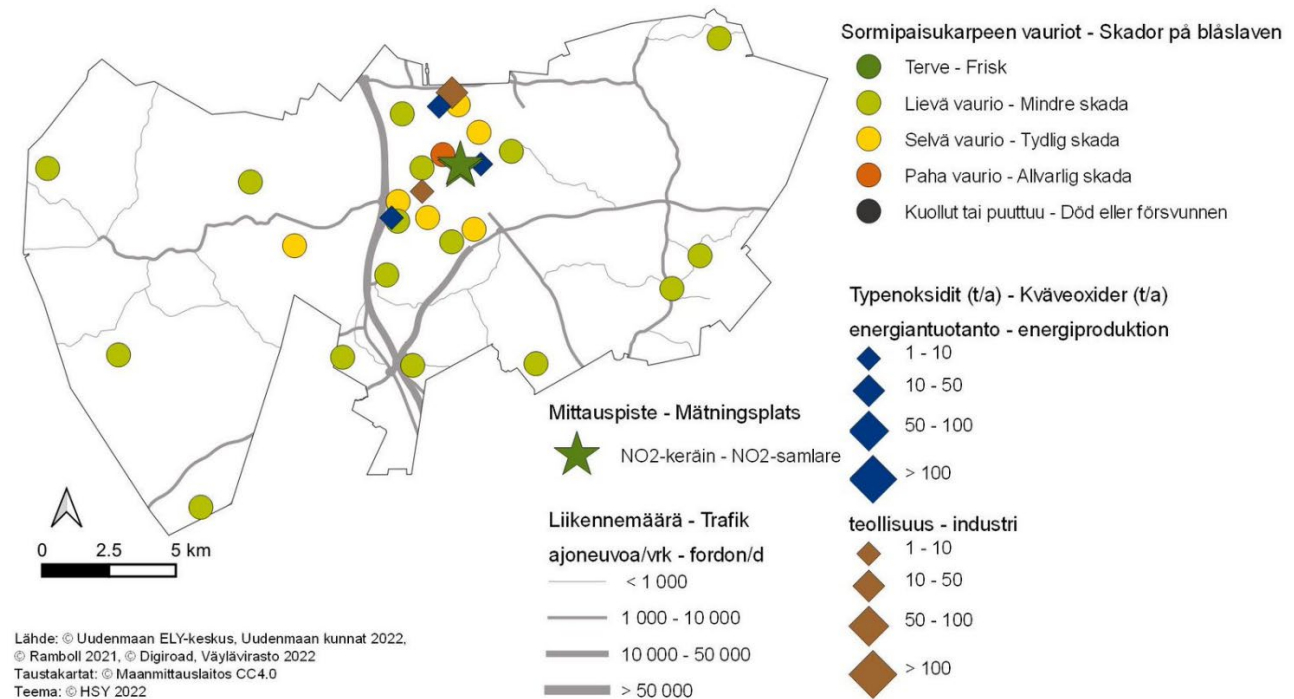 Sormipaisukarpeen vauriot - Skador på blåslaven
Terve - Frisk
Lievä vaurio - Mindre skada
Selvä vaurio - Tydlig skada
Paha vaurio - Allvarlig skada
Kuollut tai puuttuu - Död eller försvunnen
Typenoksidit (t/a) - Kväveoxider (t/a)
energiantuotanto - energiproduktion
1 - 10
10 - 50
50 - 100
> 100
teollisuus - industri
1 - 10
10 - 50
50 - 100
> 100
Mittauspiste - Mätningsplats
NO2-keräin - NO2-samlare
Liikennemäärä - Trafik
ajoneuvoa/vrk - fordon/d
< 1 000
1 000 - 10 000
10 000 - 50 000
> 50 000
0 2.5 5 km
Lähde: © Uudenmaan ELY-keskus, Uudenmaan kunnat 2022,
© Ramboll 2021, © Digiroad, Väylävirasto 2022
Taustakartat: © Maanmittauslaitos CC4.0
Teema: © HSY 2022